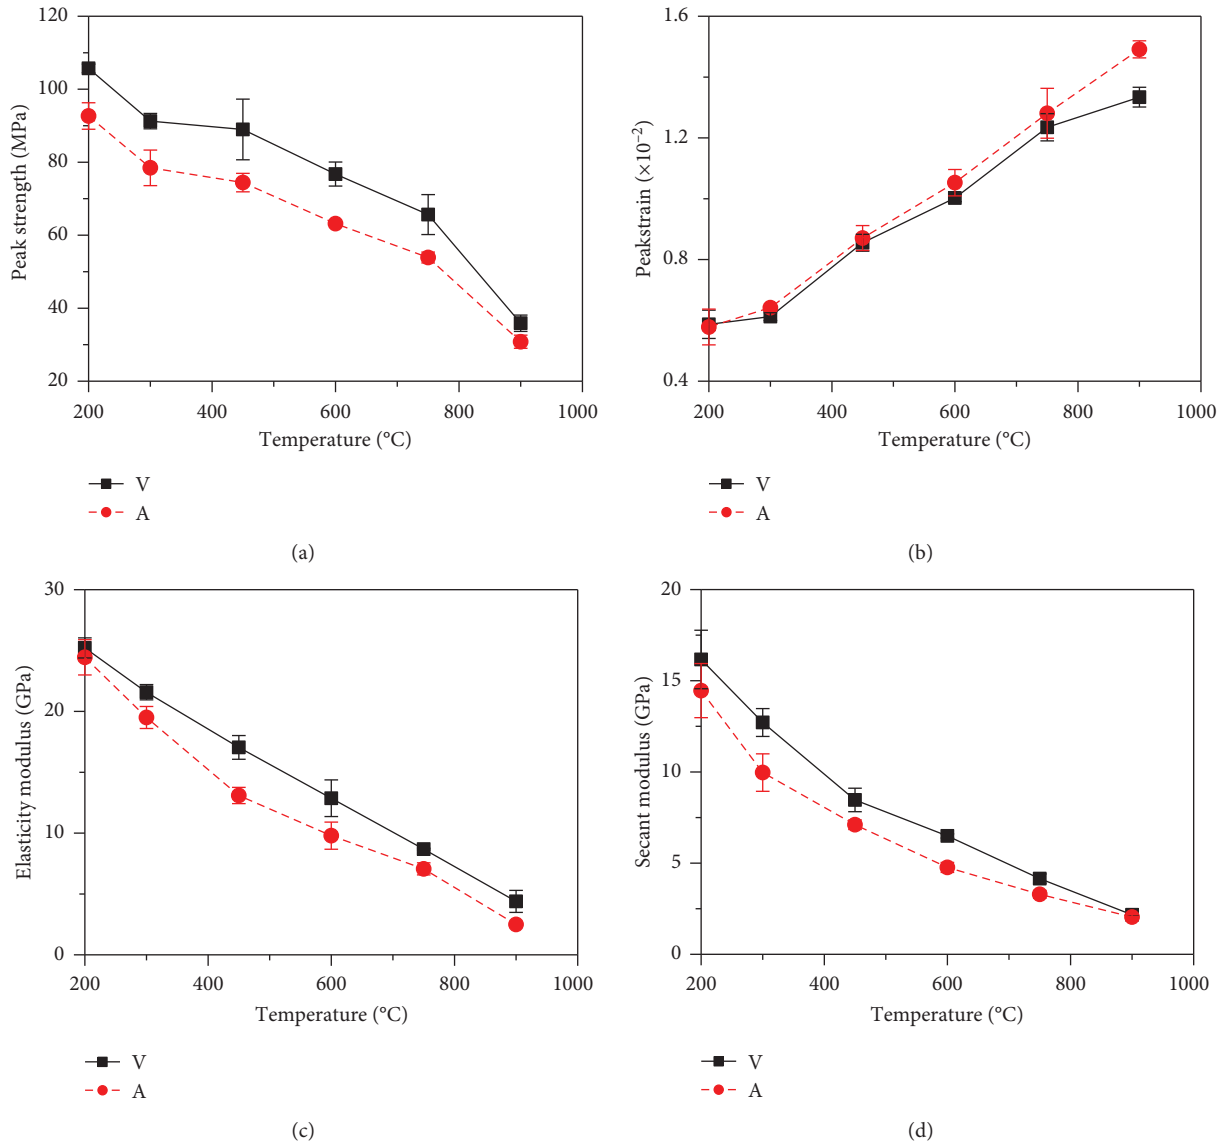 120
100
80
60
40
20
Peak strength (MPa)
200
400
600
800
1000
Temperature (°C)
V
A
(a)
1.6
1.2
0.8
0.4
Peakstrain (×10−2)
200
400
600
800
1000
Temperature (°C)
V
A
(b)
30
20
10
0
Elasticity modulus (GPa)
200
400
600
800
1000
Temperature (°C)
V
A
(c)
20
15
10
5
0
Secant modulus (GPa)
200
400
600
800
1000
Temperature (°C)
V
A
(d)